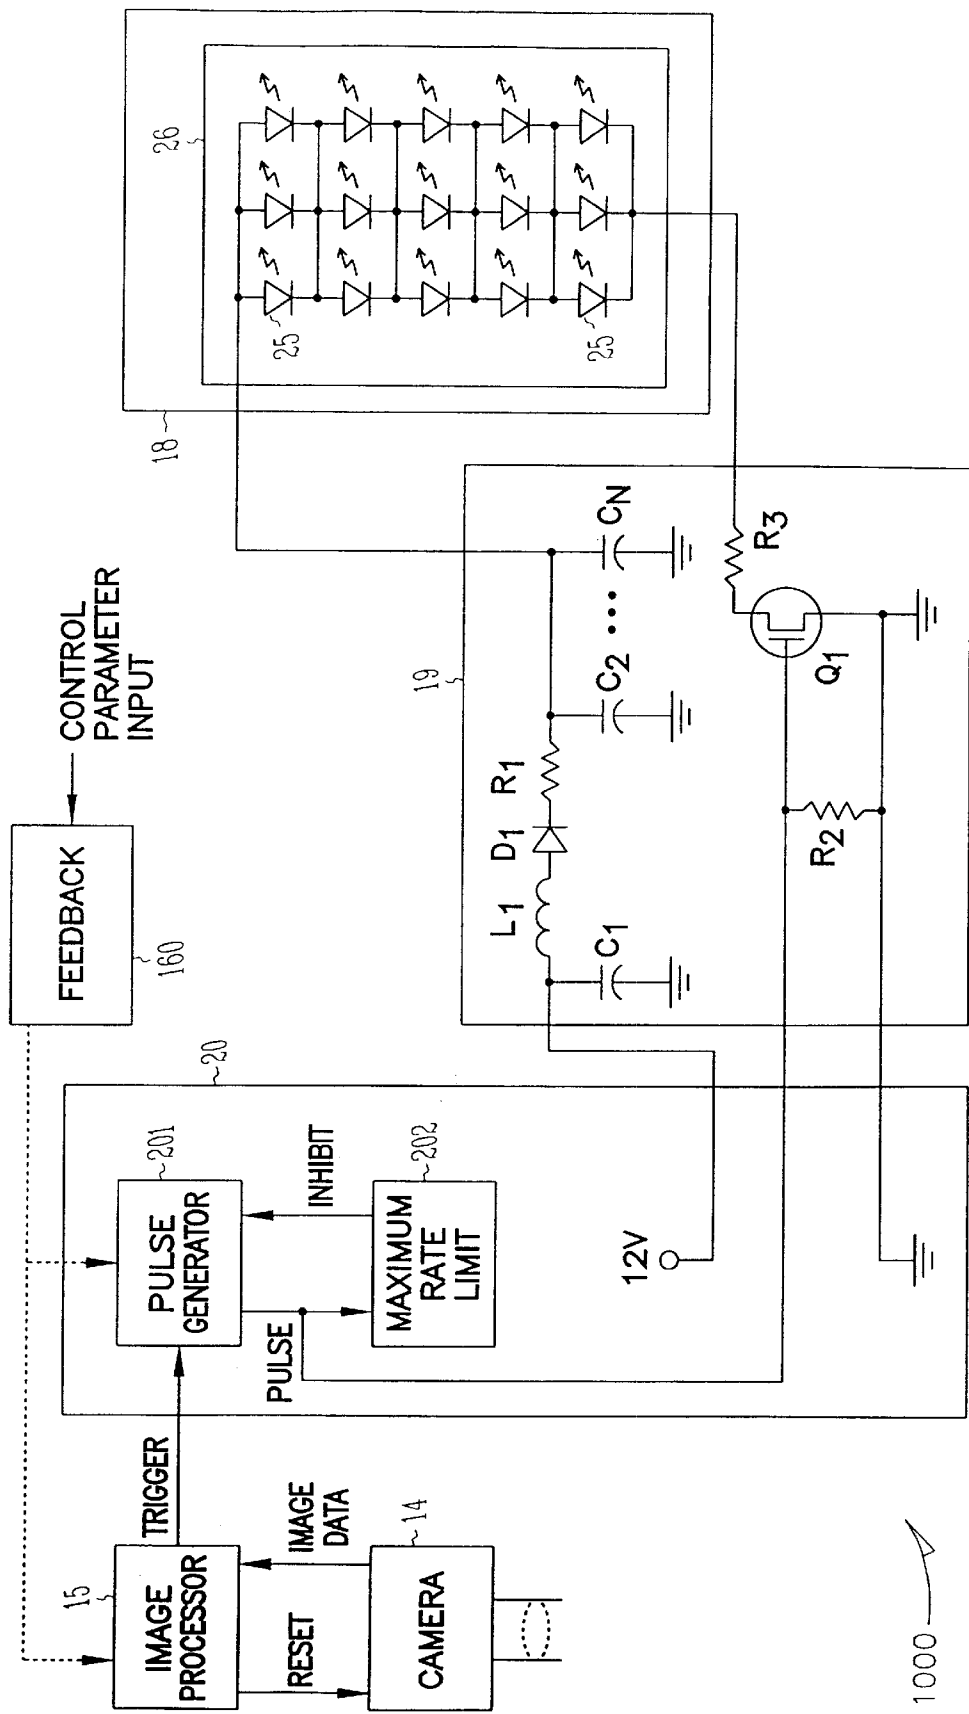 FEEDBACK
160
CONTROL
PARAMETER
INPUT
15
IMAGE
PROCESSOR
TRIGGER
RESET
IMAGE
DATA
CAMERA
14
20
PULSE
GENERATOR
201
PULSE
INHIBIT
MAXIMUM
RATE
LIMIT
202
12V
19
L1
D1
R1
C1
C2
CN
R2
Q1
R3
18
26
25
25
1000